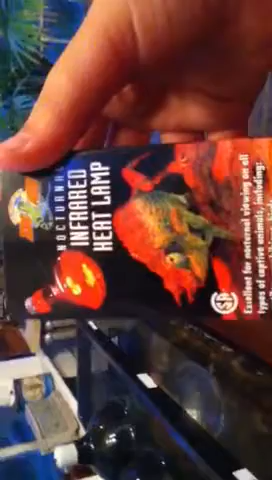 NOCTURNAL
INFRARED
HEAT LAMP
Excellent for nocturnal viewing on all
types of captive animals, including: